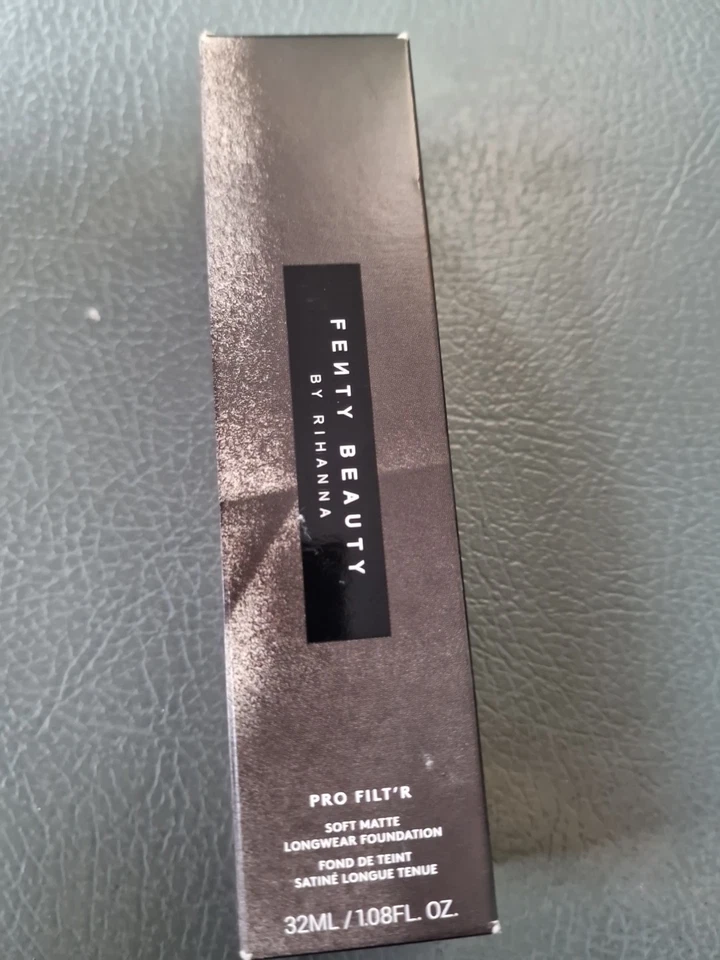 FENTY BEAUTY
BY RIHANNA
PRO FILT'R
SOFT MATTE
LONGWEAR FOUNDATION
FOND DE TEINT
SATINÉ LONGUE TENUE
32ML / 1.08FL. OZ.